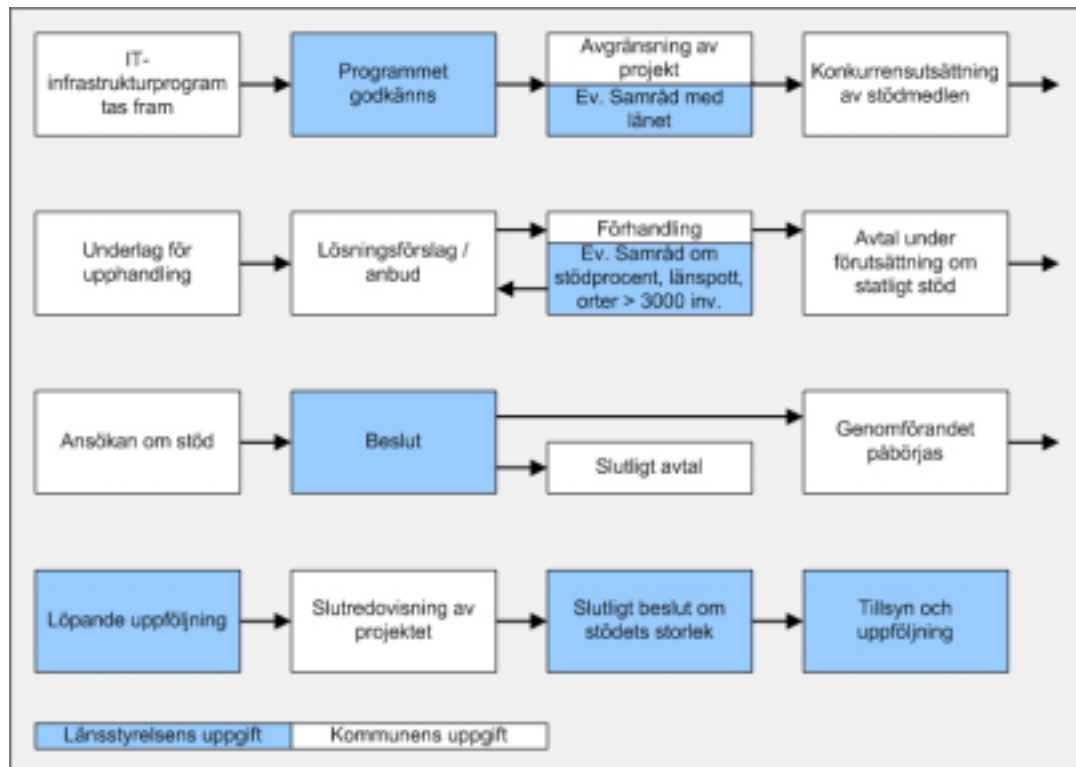 IT-
infrastrukturprogram
tas fram
Programmet
godkänns
Avgränsning av
projekt
Ev. Samråd med
länet
Konkurrensutsättning
av stödmedlen
Underlag för
upphandling
Lösningsförslag /
anbud
Förhandling
Ev. Samråd om
stödprocent, länspott,
orter > 3000 inv.
Avtal under
förutsättning om
statligt stöd
Ansökan om stöd
Beslut
Slutligt avtal
Genomförandet
påbörjas
Löpande uppföljning
Slutredovisning av
projektet
Slutligt beslut om
stödets storlek
Tillsyn och
uppföljning
Länsstyrelsens uppgift
Kommunens uppgift